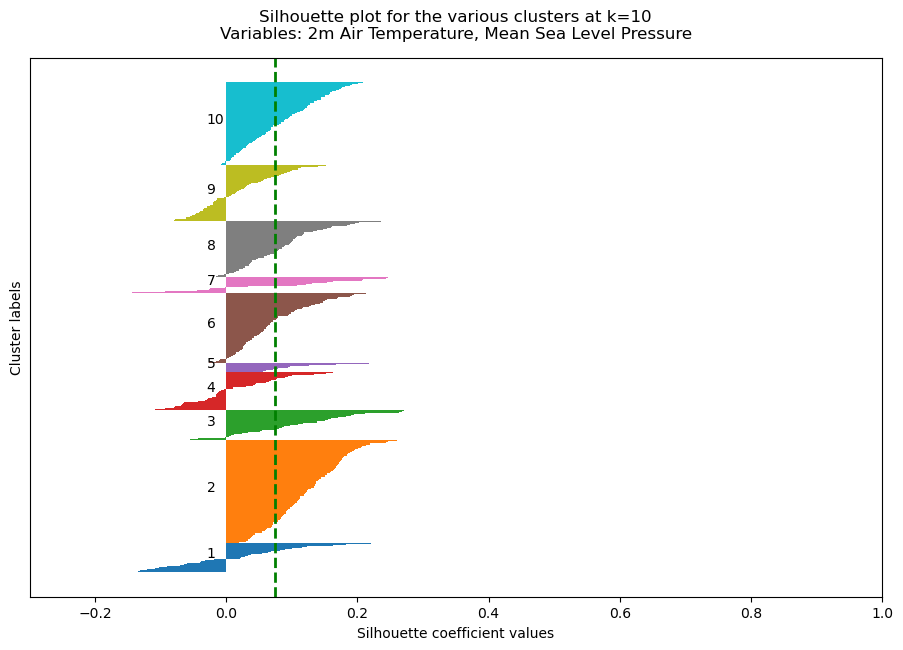 Silhouette plot for the various clusters at k=10
Variables: 2m Air Temperature, Mean Sea Level Pressure
10
9
8
7
6
5
4
3
2
1
Cluster labels
−0.2 0.0 0.2 0.4 0.6 0.8 1.0
Silhouette coefficient values